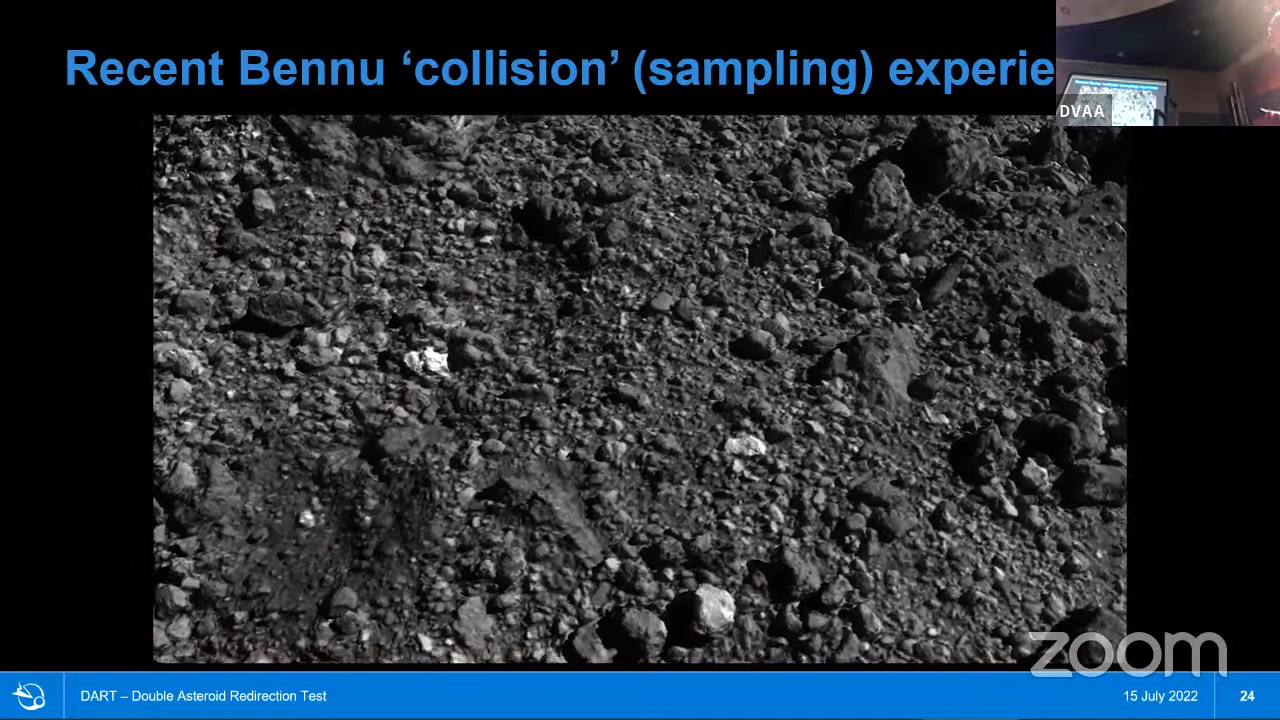 Recent Bennu ‘collision’ (sampling) experie
DVAA
zoom
DART – Double Asteroid Redirection Test
15 July 2022
24